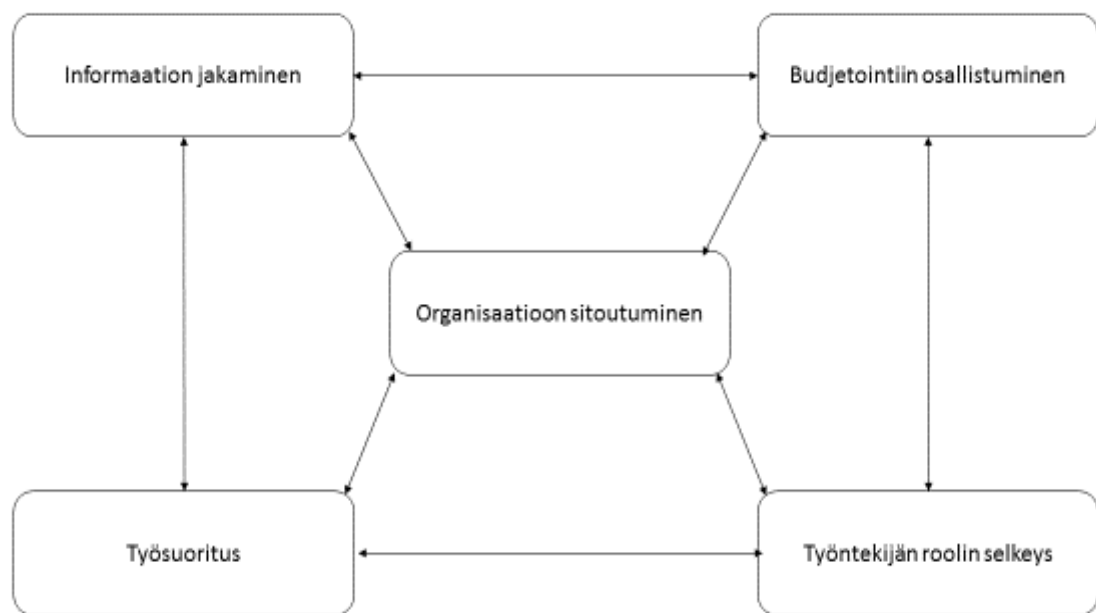 Informaation jakaminen
Budjetointiin osallistuminen
Organisaatioon sitoutuminen
Työsuoritus
Työntekijän roolin selkeys